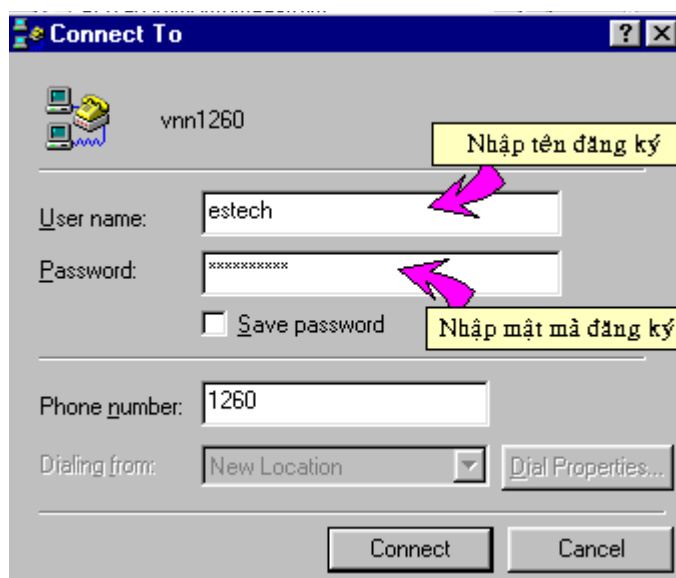 Connect To
vnn1260
Nhập tên đăng ký
User name: estech
Password: xxxxxxxxxx
Save password
Nhập mật mã đăng ký
Phone number: 1260
Dialing from: New Location Dial Properties...
Connect Cancel